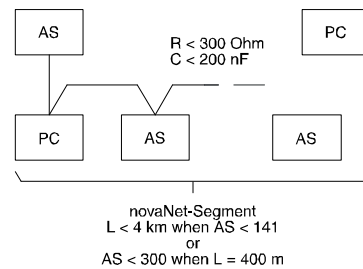 AS
R < 300 Ohm
C < 200 nF
PC
PC
AS
AS
novaNet-Segment
L < 4 km when AS < 141
or
AS < 300 when L = 400 m